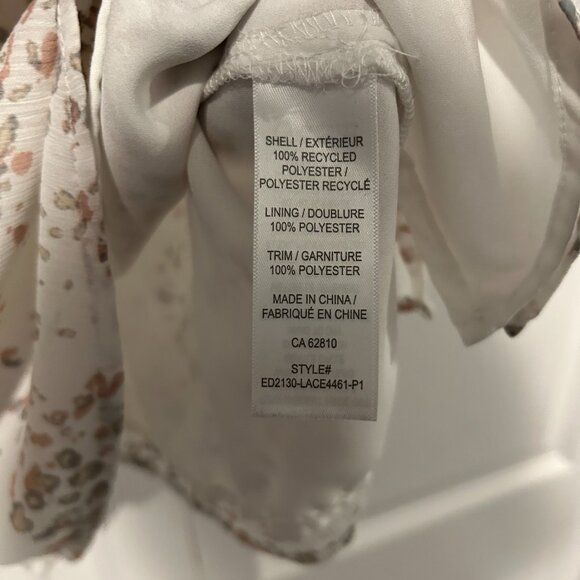 SHELL / EXTÉRIEUR
100% RECYCLED
POLYESTER /
POLYESTER RECYCLÉ
LINING / DOUBLURE
100% POLYESTER
TRIM / GARNITURE
100% POLYESTER
MADE IN CHINA /
FABRIQUÉ EN CHINE
CA 62810
STYLE#
ED2130-LACE4461-P1